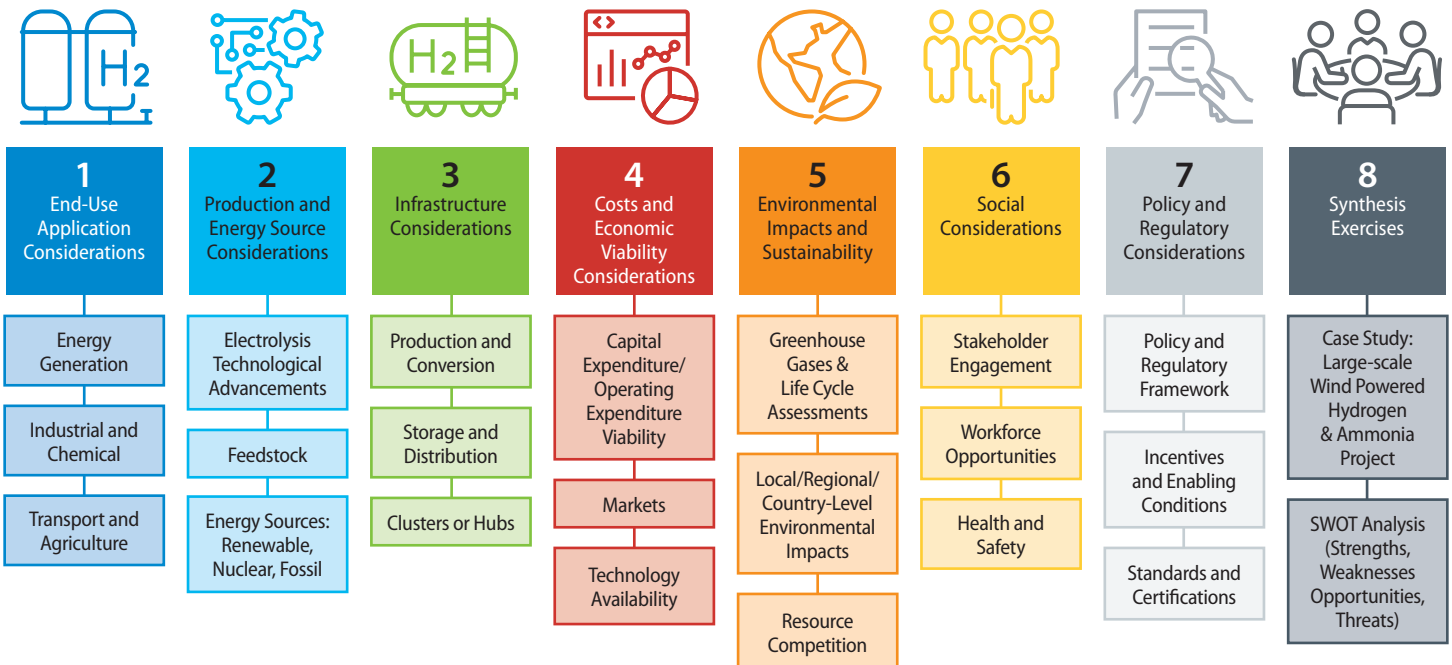 H2
H2
1
End-Use
Application
Considerations
Energy
Generation
Industrial and
Chemical
Transport and
Agriculture
2
Production and
Energy Source
Considerations
Electrolysis
Technological
Advancements
Feedstock
Energy Sources:
Renewable,
Nuclear, Fossil
3
Infrastructure
Considerations
Production and
Conversion
Storage and
Distribution
Clusters or Hubs
4
Costs and
Economic
Viability
Considerations
Capital
Expenditure/
Operating
Expenditure
Viability
Markets
Technology
Availability
5
Environmental
Impacts and
Sustainability
Greenhouse
Gases &
Life Cycle
Assessments
Local/Regional/
Country-Level
Environmental
Impacts
Resource
Competition
6
Social
Considerations
Stakeholder
Engagement
Workforce
Opportunities
Health and
Safety
7
Policy and
Regulatory
Considerations
Policy and
Regulatory
Framework
Incentives
and Enabling
Conditions
Standards and
Certifications
8
Synthesis
Exercises
Case Study:
Large-scale
Wind Powered
Hydrogen
& Ammonia
Project
SWOT Analysis
(Strengths,
Weaknesses
Opportunities,
Threats)